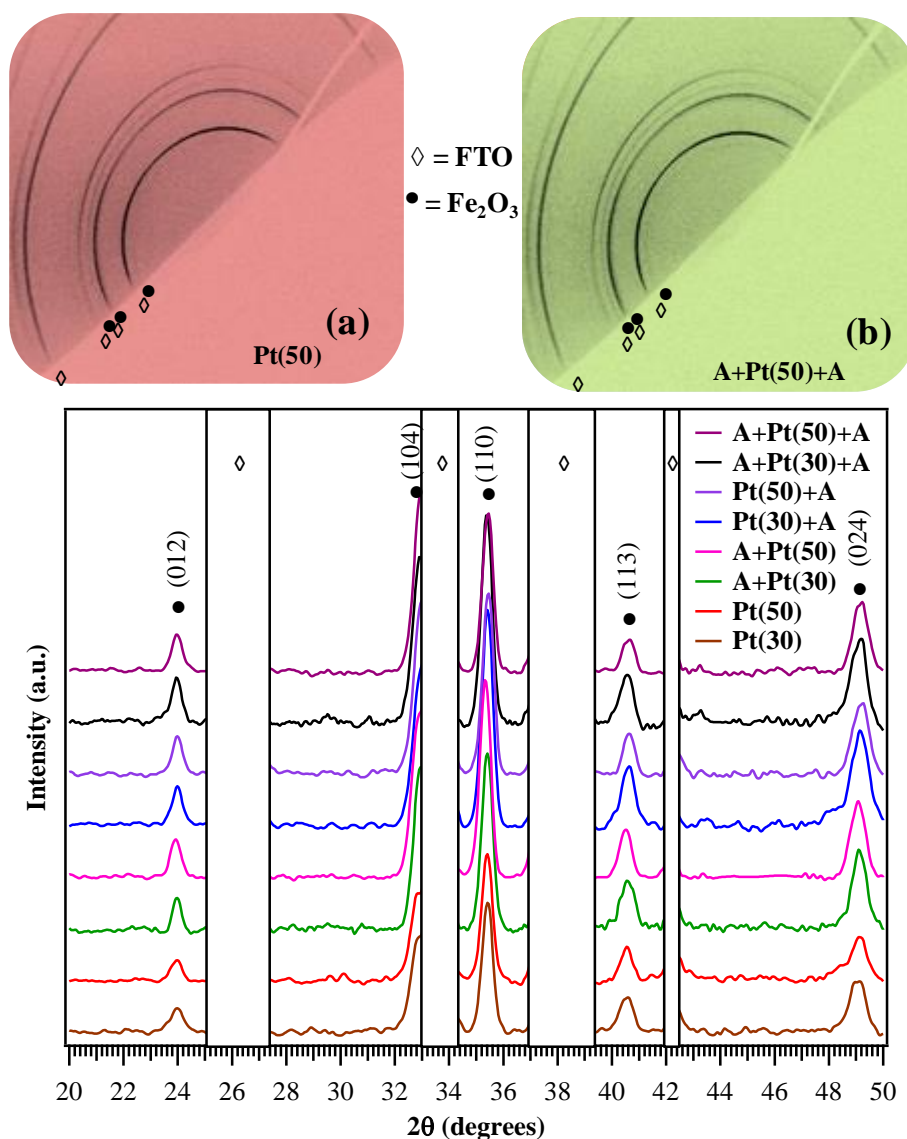 ◊ = FTO
● = Fe₂O₃
(a)
Pt(50)
(b)
A+Pt(50)+A
(012)
(104)
(110)
(113)
(024)
A+Pt(50)+A
A+Pt(30)+A
Pt(50)+A
Pt(30)+A
A+Pt(50)
A+Pt(30)
Pt(50)
Pt(30)
Intensity (a.u.)
20 22 24 26 28 30 32 34 36 38 40 42 44 46 48 50
2θ (degrees)